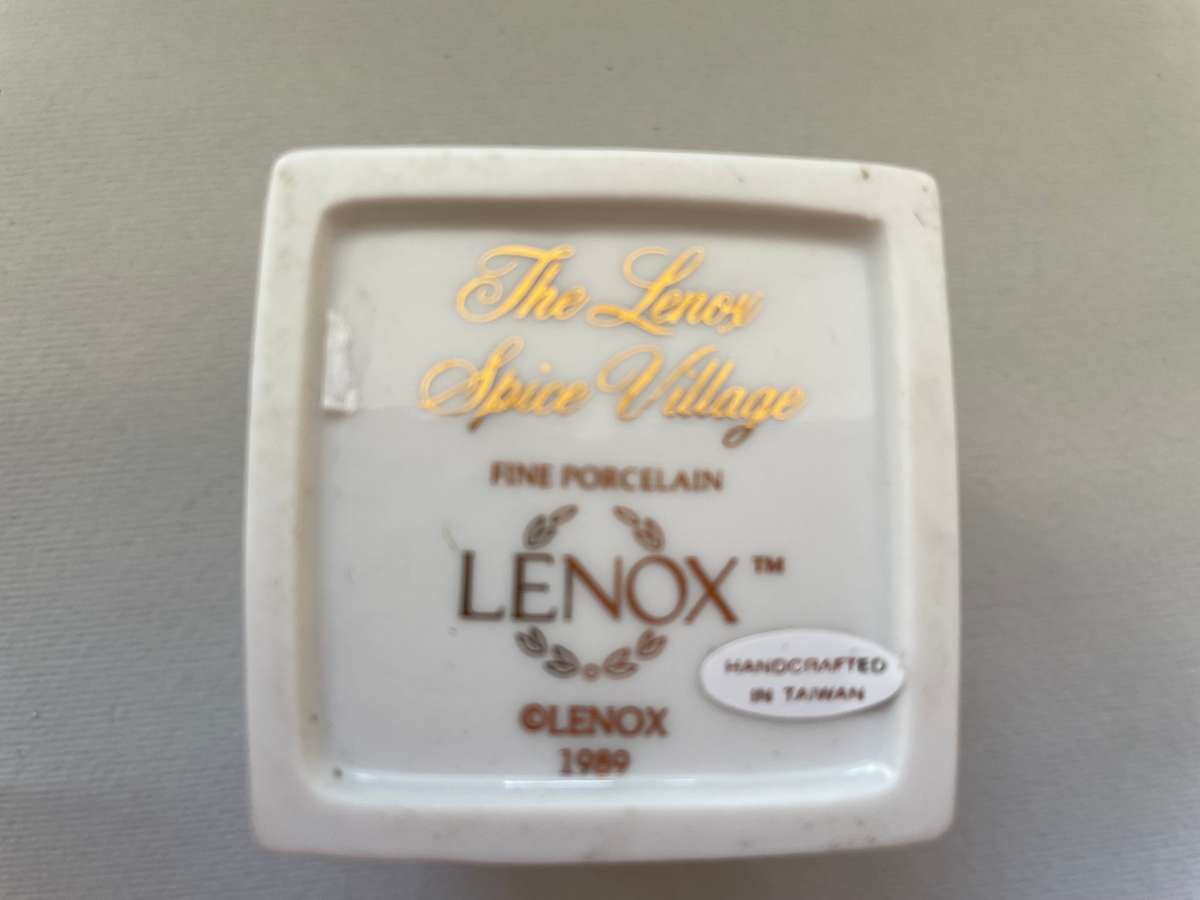 The Lenox
Spice Village
FINE PORCELAIN
LENOX™
HANDCRAFTED
IN TAIWAN
©LENOX
1989